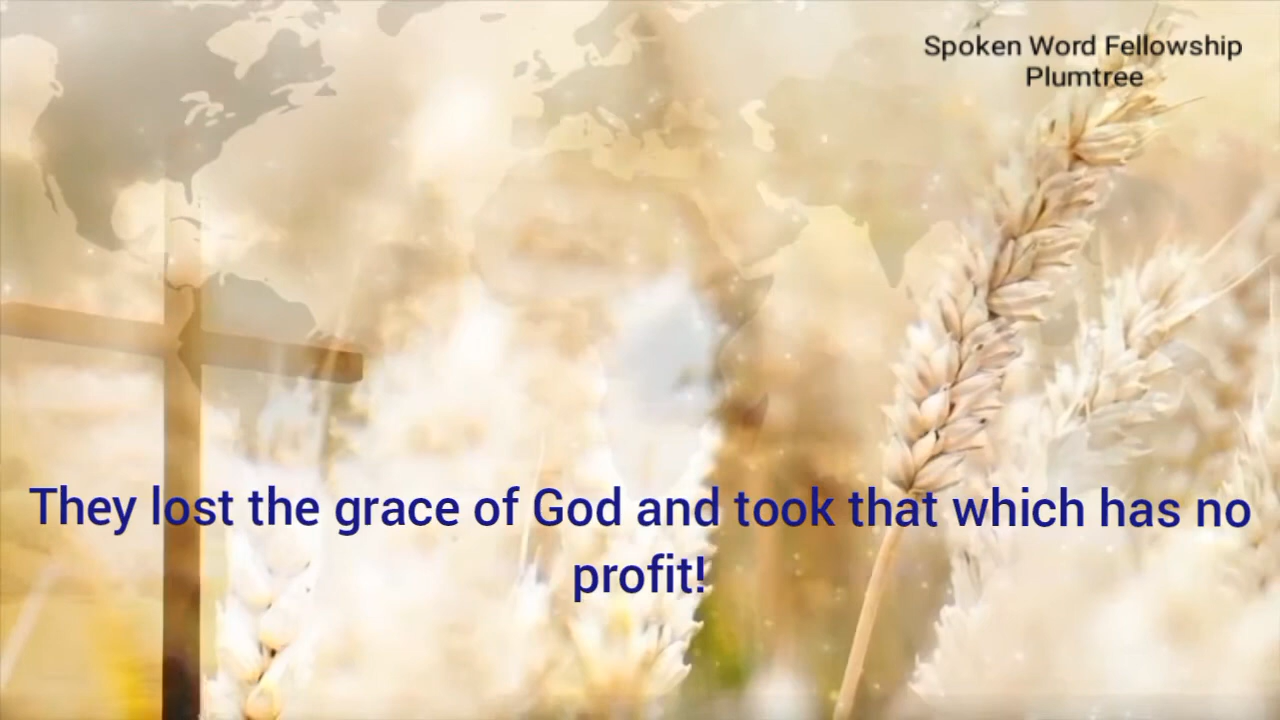 Spoken Word Fellowship
Plumtree
They lost the grace of God and took that which has no
profit!